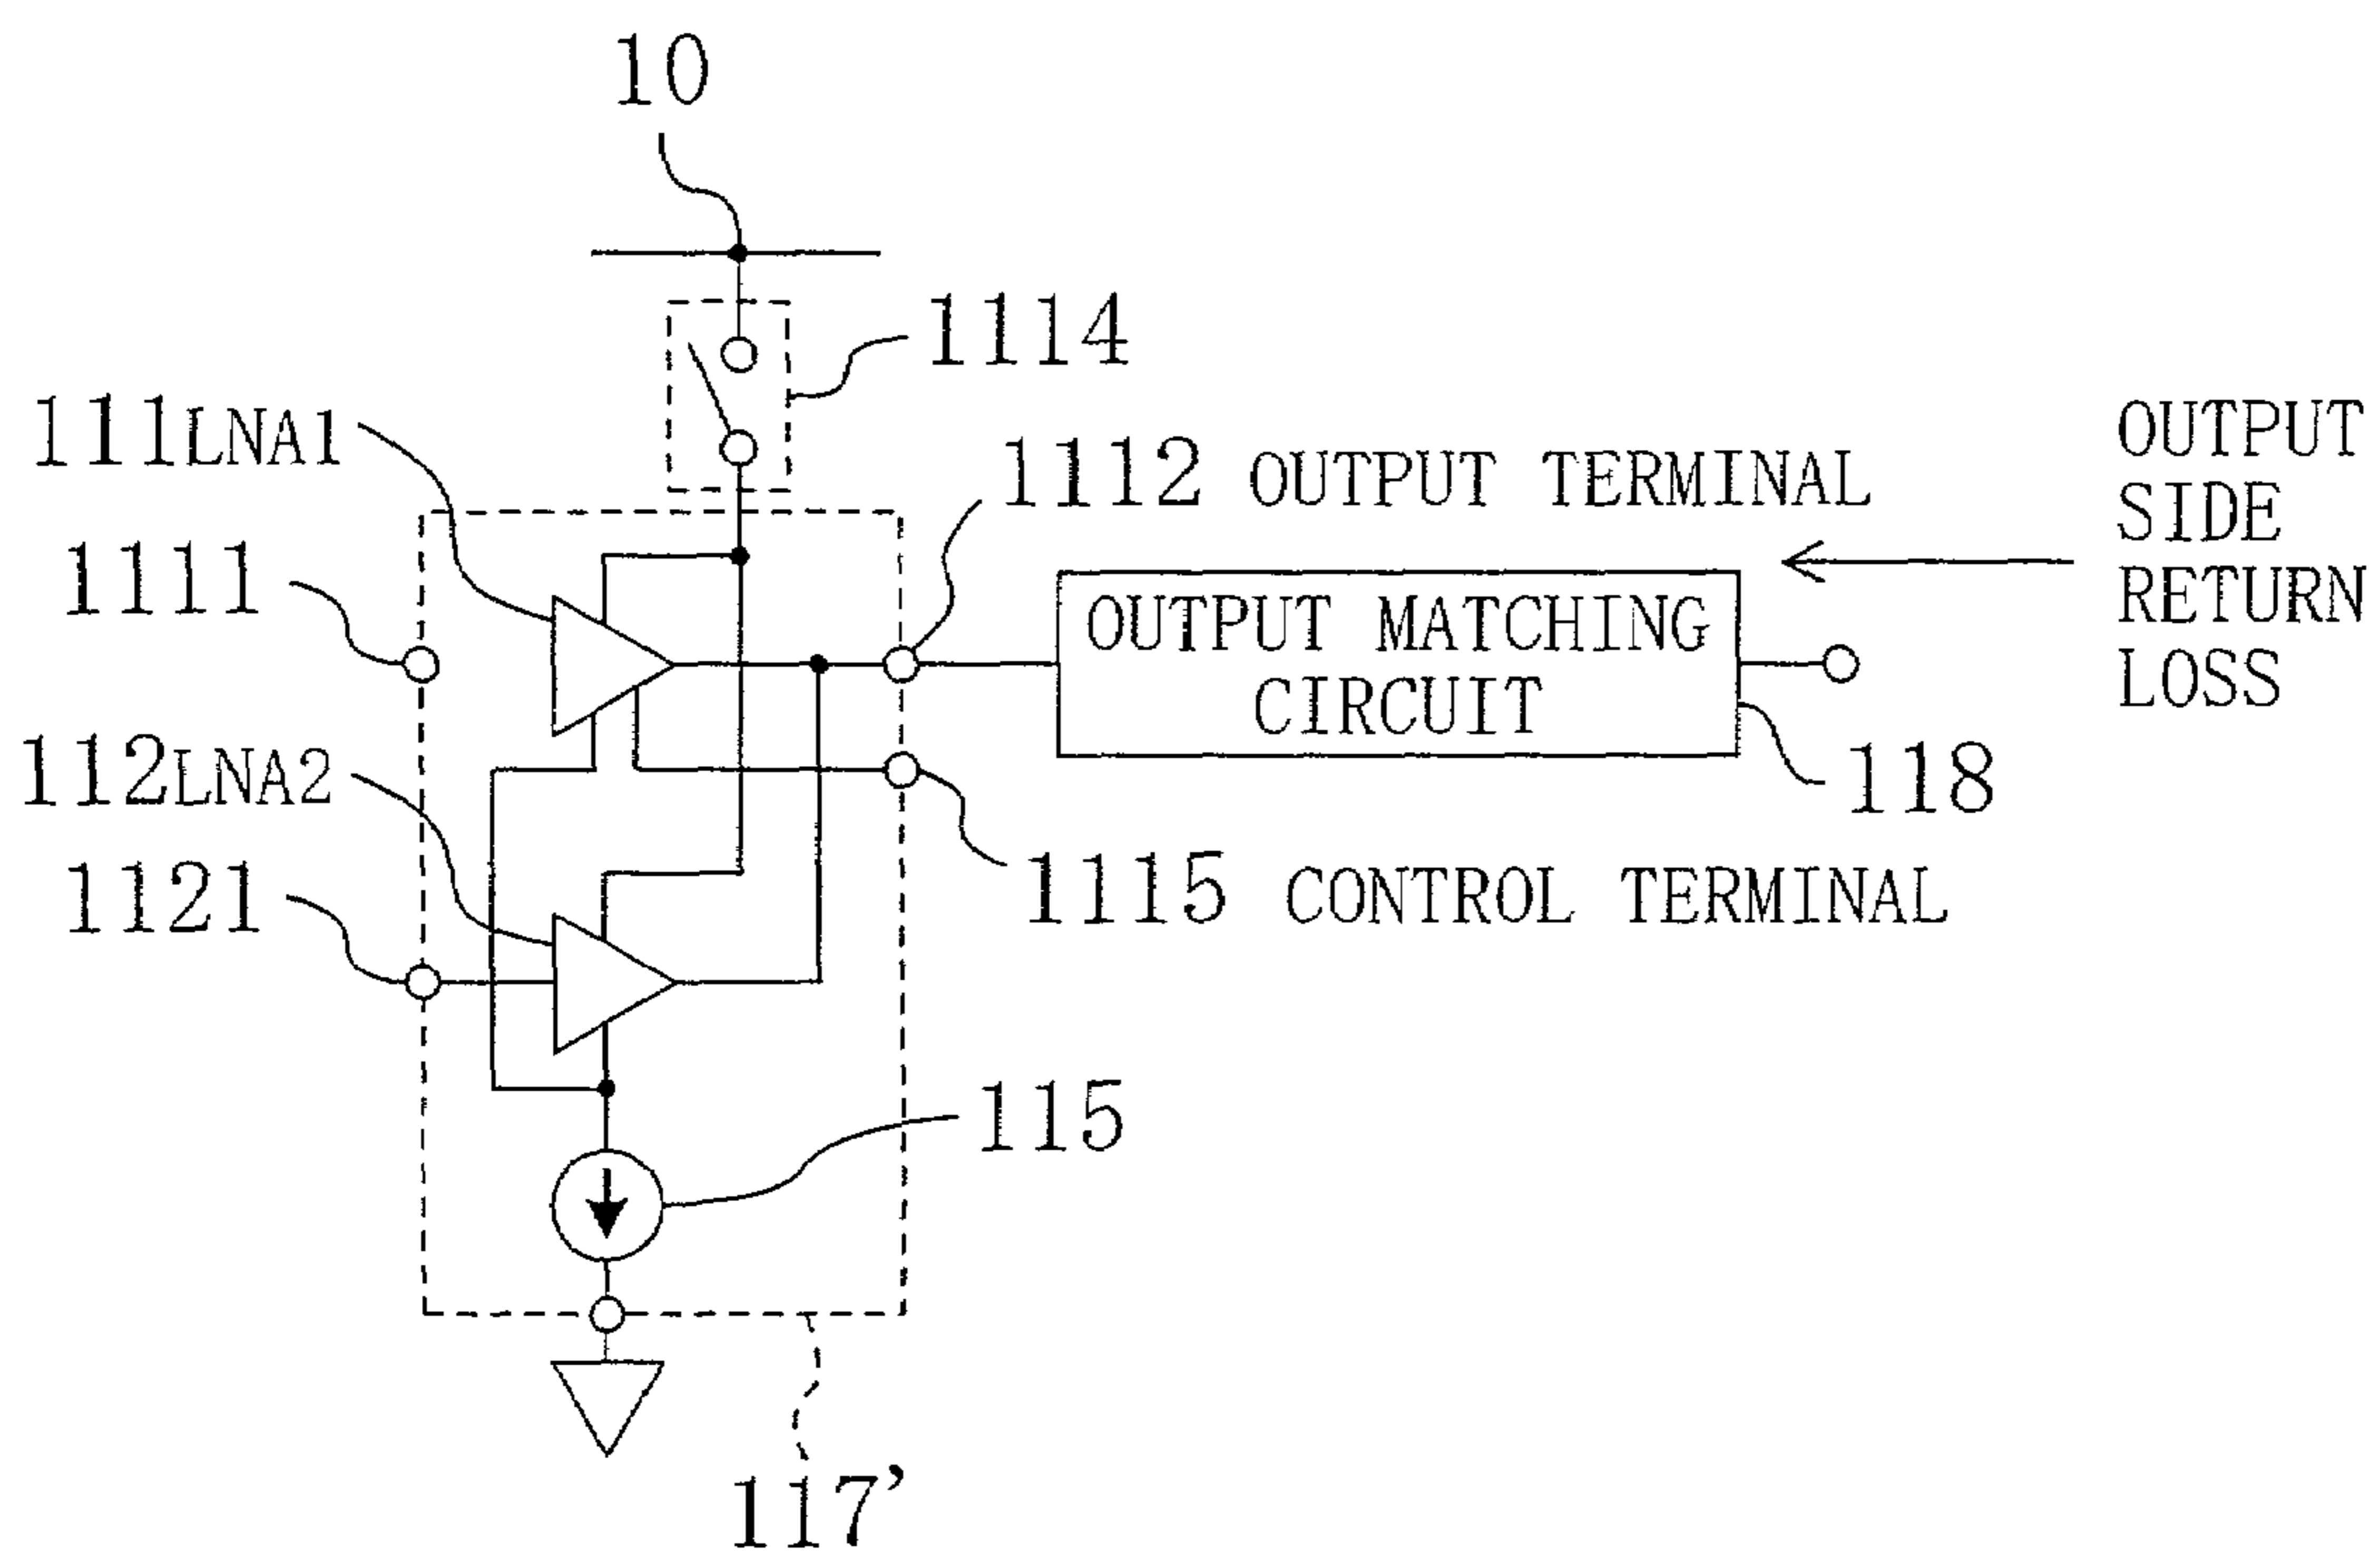 10
1114
111LNA1
1112 OUTPUT TERMINAL
OUTPUT
SIDE
RETURN
LOSS
1111
OUTPUT MATCHING
CIRCUIT
112LNA2
118
1121
1115 CONTROL TERMINAL
115
117'